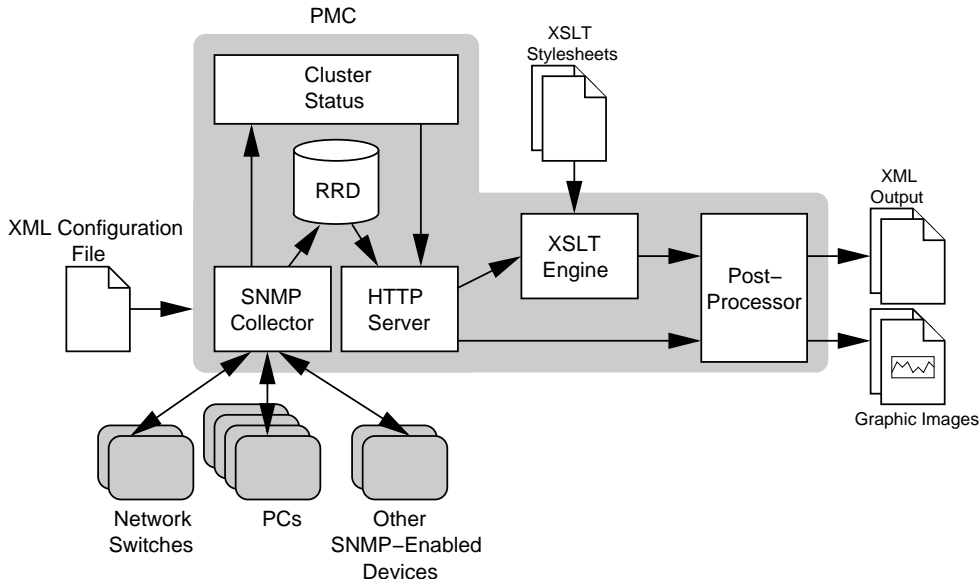 PMC
XSLT
Stylesheets
Cluster
Status
RRD
XML
Output
XML Configuration
File
SNMP
Collector
HTTP
Server
XSLT
Engine
Post−
Processor
Graphic Images
Network
Switches
PCs
Other
SNMP−Enabled
Devices